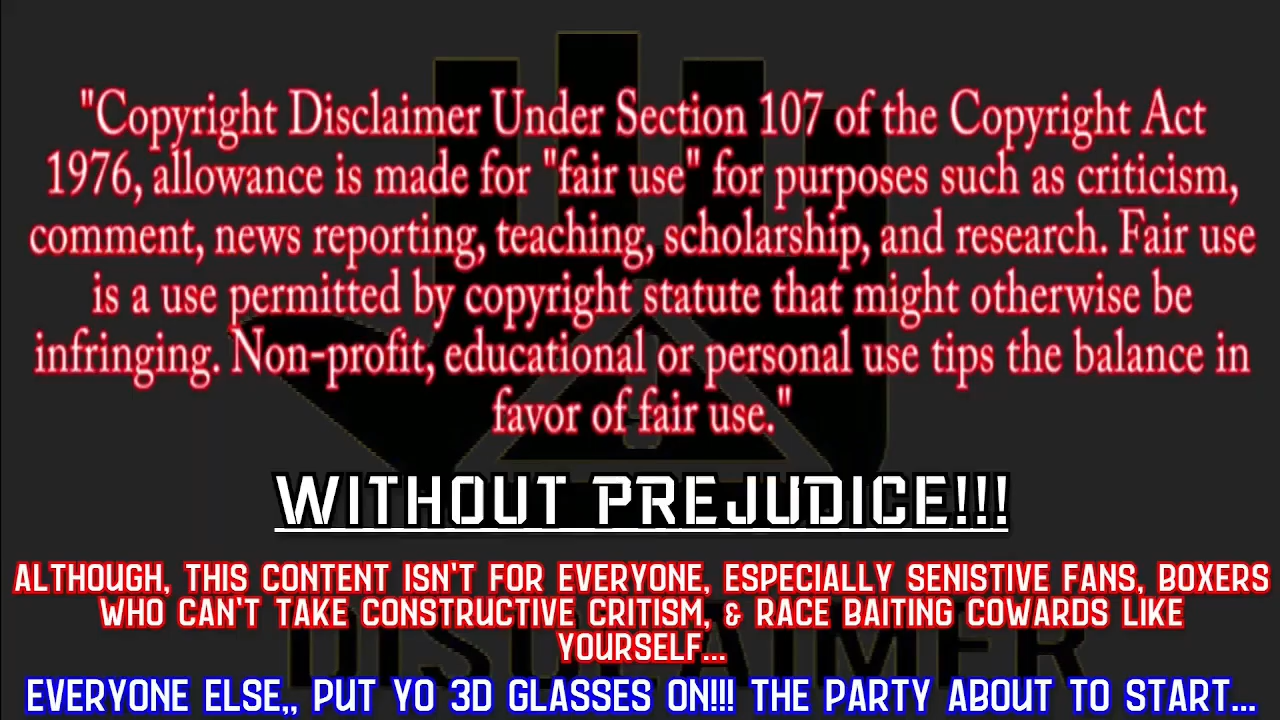 "Copyright Disclaimer Under Section 107 of the Copyright Act
1976, allowance is made for "fair use" for purposes such as criticism,
comment, news reporting, teaching, scholarship, and research. Fair use
is a use permitted by copyright statute that might otherwise be
infringing. Non-profit, educational or personal use tips the balance in
favor of fair use."
WITHOUT PREJUDICE!!!
ALTHOUGH, THIS CONTENT ISN'T FOR EVERYONE, ESPECIALLY SENISTIVE FANS, BOXERS
WHO CAN'T TAKE CONSTRUCTIVE CRITISM, & RACE BAITING COWARDS LIKE
YOURSELF...
DISCLAIMER
EVERYONE ELSE,, PUT YO 3D GLASSES ON!!! THE PARTY ABOUT TO START...